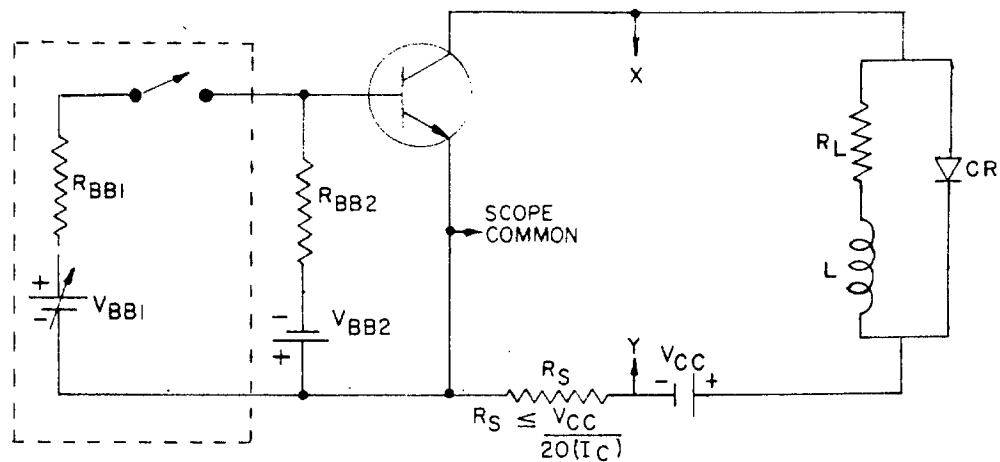 X
R_BB1
R_BB2
R_L
CR
SCOPE
COMMON
L
+
-
V_BB1
-
+
V_BB2
R_S
Y
V_CC
-
+
R_S ≤ V_CC
20(I_C)